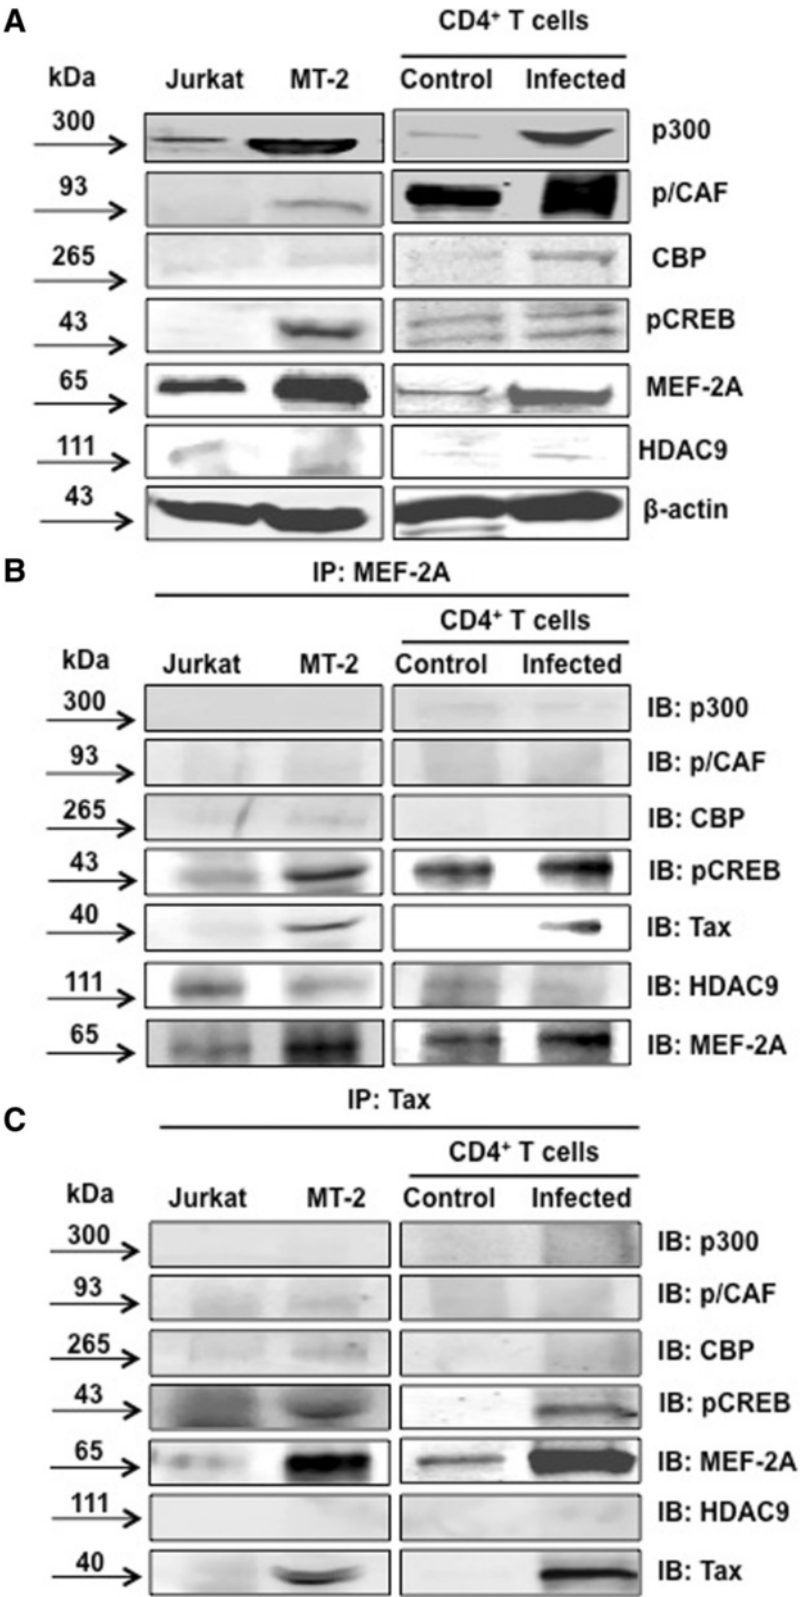 A
CD4+ T cells
kDa Jurkat MT-2 Control Infected
300 p300
93 p/CAF
265 CBP
43 pCREB
65 MEF-2A
111 HDAC9
43 β-actin
B
IP: MEF-2A
CD4+ T cells
kDa Jurkat MT-2 Control Infected
300 IB: p300
93 IB: p/CAF
265 IB: CBP
43 IB: pCREB
40 IB: Tax
111 IB: HDAC9
65 IB: MEF-2A
IP: Tax
C
CD4+ T cells
kDa Jurkat MT-2 Control Infected
300 IB: p300
93 IB: p/CAF
265 IB: CBP
43 IB: pCREB
65 IB: MEF-2A
111 IB: HDAC9
40 IB: Tax